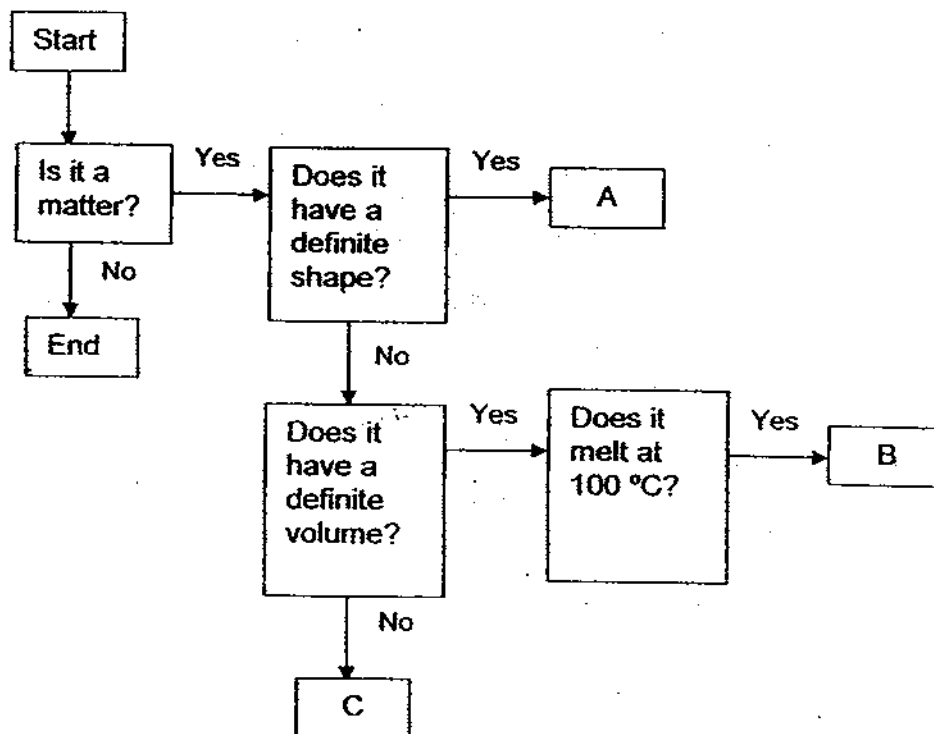 Start
Is it a
matter?
Yes
Does it
have a
definite
shape?
Yes
A
No
End
No
Does it
have a
definite
volume?
Yes
Does it
melt at
100 ºC?
Yes
B
No
C